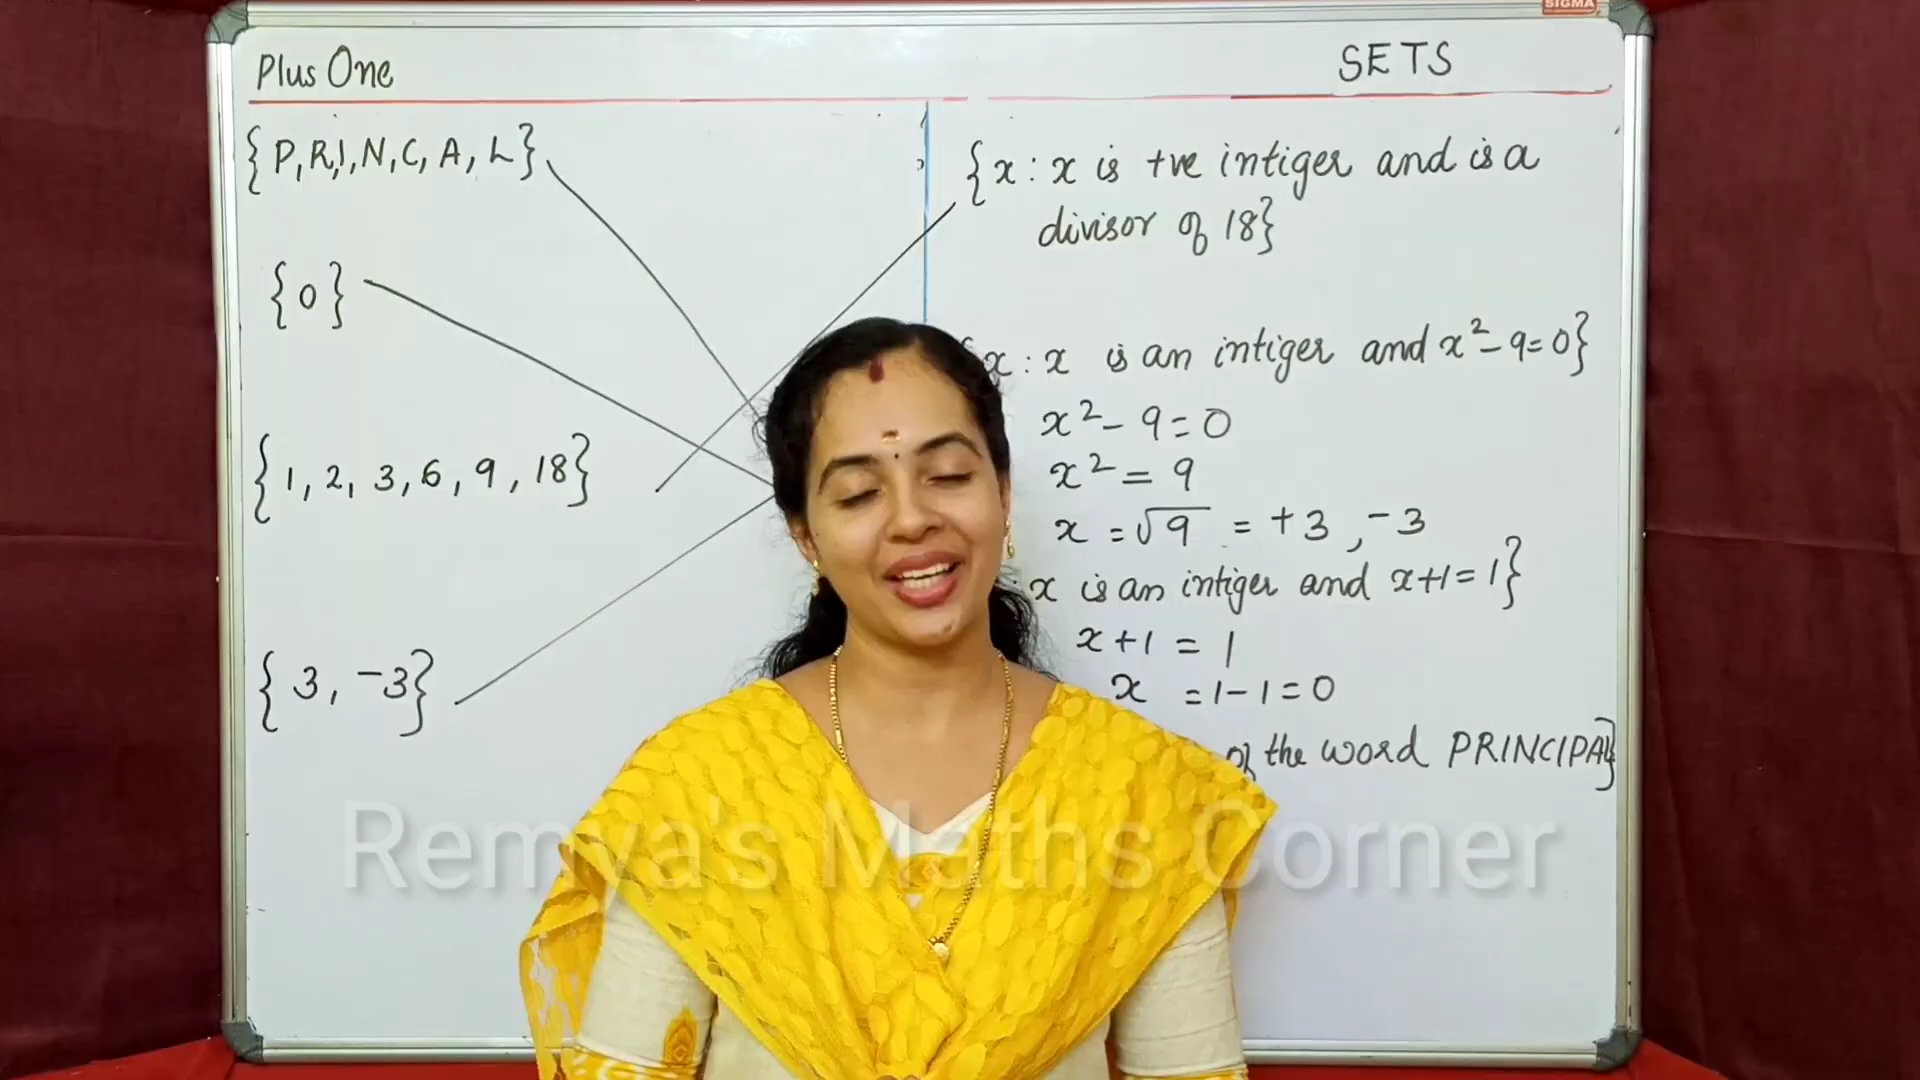 SIGMA
Plus One
SETS
{P, R, I, N, C, A, L}
{0}
{1, 2, 3, 6, 9, 18}
{3, -3}
{x : x is +ve intiger and is a
divisor of 18}
x : x is an intiger and x² - 9 = 0}
x² - 9 = 0
x² = 9
x = √9 = +3, -3
: x is an intiger and x+1 = 1}
x + 1 = 1
x = 1 - 1 = 0
of the word PRINCIPAL}
Remya's Maths Corner